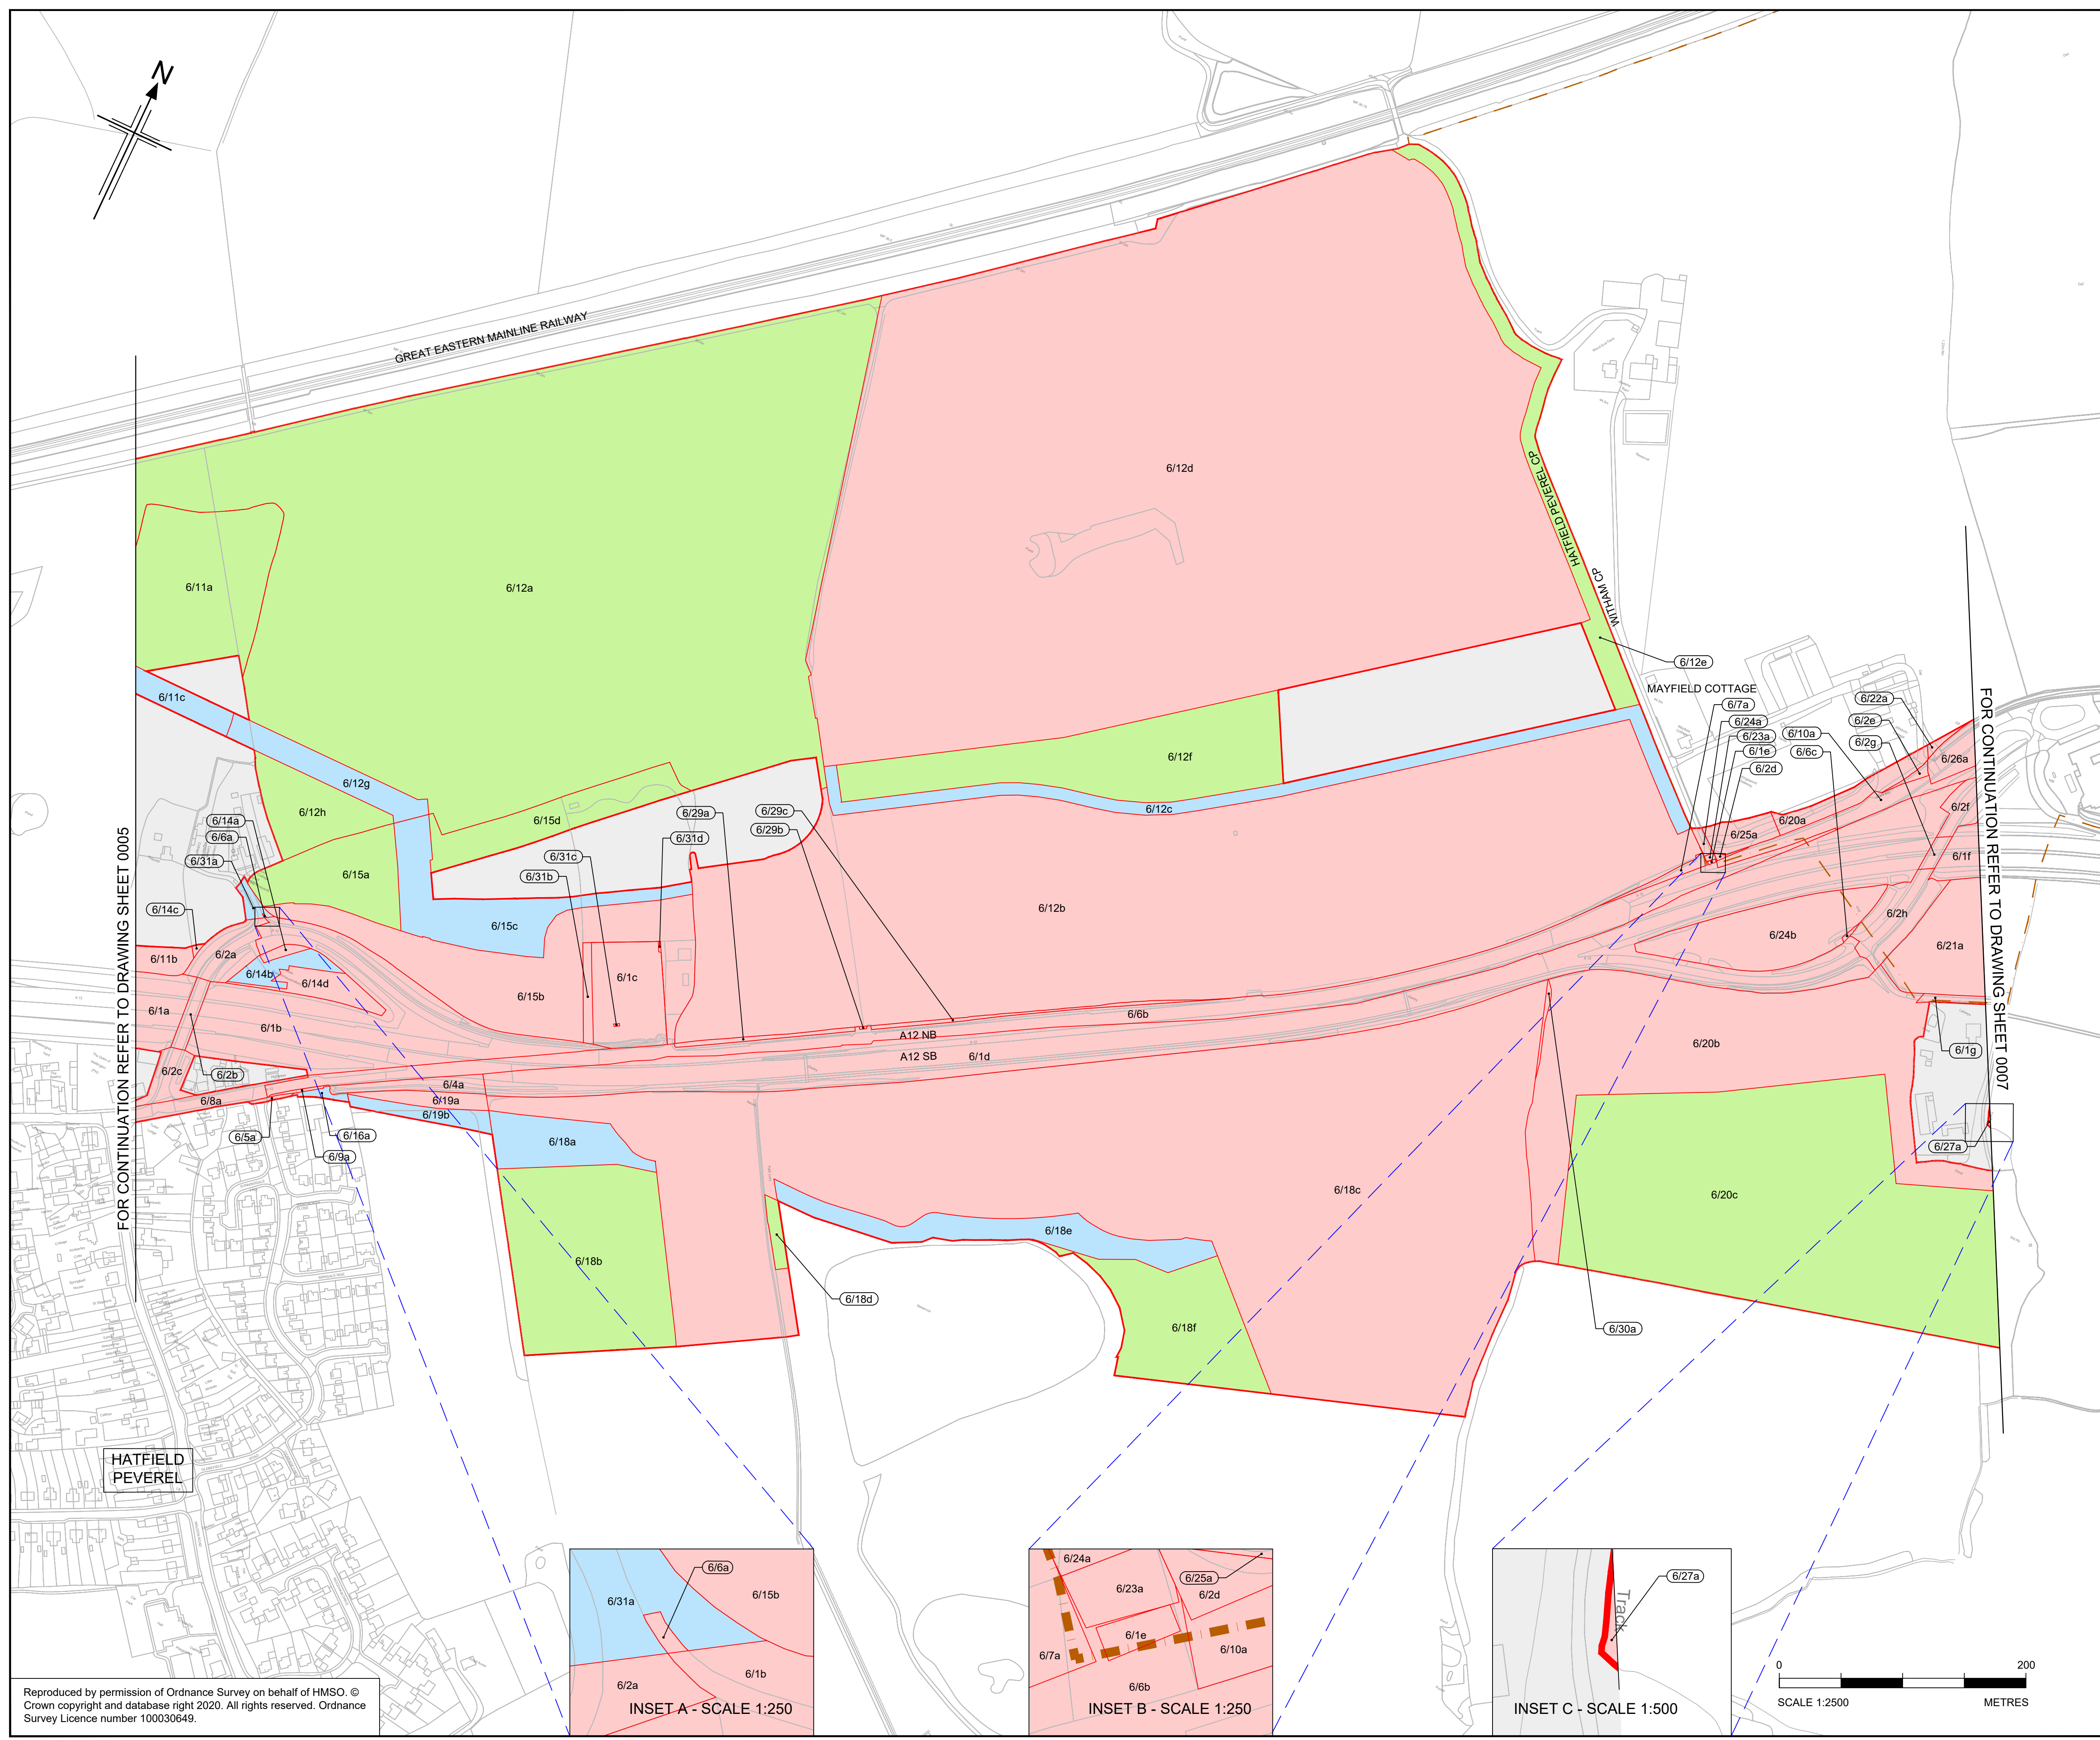 N
GREAT EASTERN MAINLINE RAILWAY
6/12d
6/11a
6/12a
HATFIELD PEVEREL CP
WITHAM CP
6/12e
MAYFIELD COTTAGE
6/7a
6/24a
6/23a
6/1e
6/2d
6/22a
6/2e
6/2g
6/10a
6/6c
6/26a
6/11c
6/12g
6/12f
6/12c
6/12h
6/15d
6/29a
6/29c
6/29b
6/14a
6/6a
6/31a
6/31c
6/31d
6/31b
6/2f
6/20a
6/25a
6/1f
6/15a
6/14c
6/12b
6/15c
6/2h
6/24b
6/21a
6/11b
6/2a
6/14b
6/14d
6/15b
6/1c
6/1a
6/1b
6/6b
A12 NB
A12 SB
6/1d
6/20b
6/1g
6/2c
6/2b
6/4a
6/8a
6/19a
6/19b
6/5a
6/16a
6/9a
6/18a
6/27a
6/18c
6/20c
6/18e
6/18b
6/18d
6/18f
6/30a
FOR CONTINUATION REFER TO DRAWING SHEET 0005
FOR CONTINUATION REFER TO DRAWING SHEET 0007
HATFIELD
PEVEREL
6/6a
6/31a
6/15b
6/2a
6/1b
INSET A - SCALE 1:250
6/24a
6/23a
6/25a
6/2d
6/1e
6/7a
6/10a
6/6b
INSET B - SCALE 1:250
6/27a
Track
INSET C - SCALE 1:500
0
200
SCALE 1:2500
METRES
Reproduced by permission of Ordnance Survey on behalf of HMSO. ©
Crown copyright and database right 2020. All rights reserved. Ordnance
Survey Licence number 100030649.